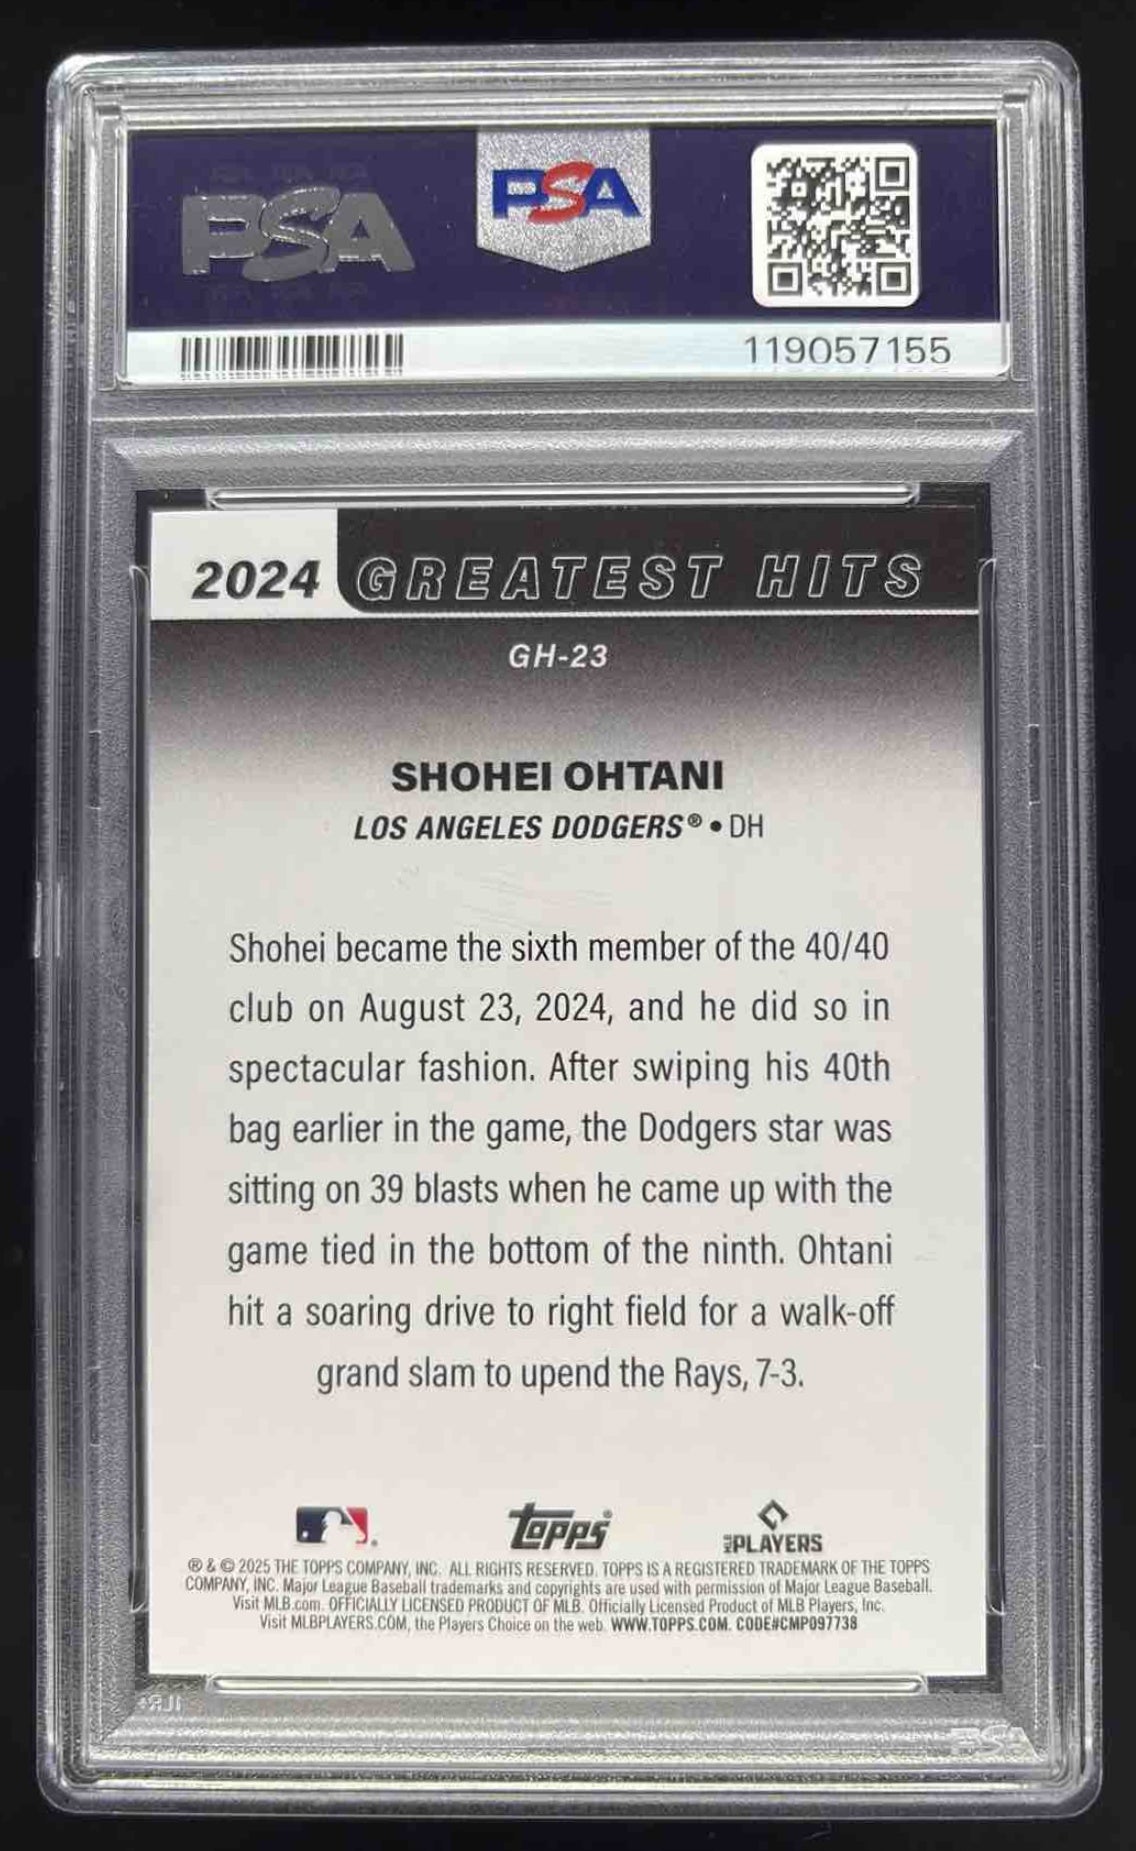 PSA
PSA
119057155
2024 GREATEST HITS
GH-23
SHOHEI OHTANI
LOS ANGELES DODGERS® • DH
Shohei became the sixth member of the 40/40
club on August 23, 2024, and he did so in
spectacular fashion. After swiping his 40th
bag earlier in the game, the Dodgers star was
sitting on 39 blasts when he came up with the
game tied in the bottom of the ninth. Ohtani
hit a soaring drive to right field for a walk-off
grand slam to upend the Rays, 7-3.
topps®
PLAYERS
® & © 2025 THE TOPPS COMPANY, INC. ALL RIGHTS RESERVED. TOPPS IS A REGISTERED TRADEMARK OF THE TOPPS
COMPANY, INC. Major League Baseball trademarks and copyrights are used with permission of Major League Baseball.
Visit MLB.com. OFFICIALLY LICENSED PRODUCT OF MLB. Officially Licensed Product of MLB Players, Inc.
Visit MLBPLAYERS.COM, the Players Choice on the web. WWW.TOPPS.COM. CODE#CMP097738
PSA